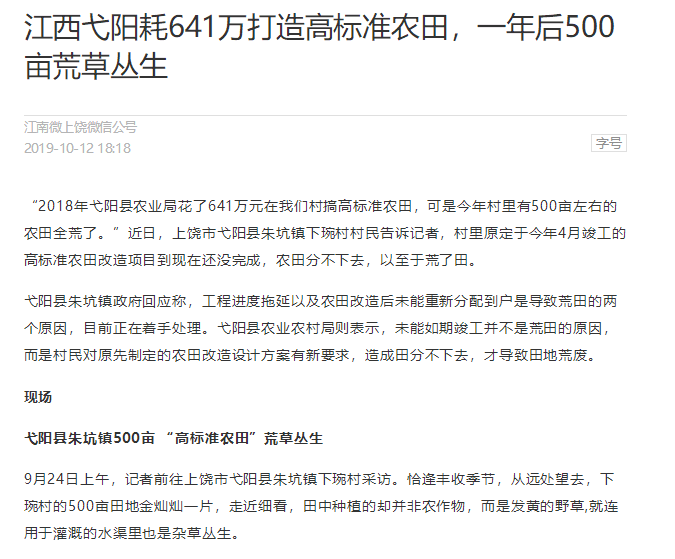 江西弋阳耗641万打造高标准农田，一年后500
亩荒草丛生
江南微上饶微信公号
2019-10-12 18:18
字号
“2018年弋阳县农业局花了641万元在我们村搞高标准农田，可是今年村里有500亩左右的
农田全荒了。”近日，上饶市弋阳县朱坑镇下琬村村民告诉记者，村里原定于今年4月竣工的
高标准农田改造项目到现在还没完成，农田分不下去，以至于荒了田。
弋阳县朱坑镇政府回应称，工程进度拖延以及农田改造后未能重新分配到户是导致荒田的两
个原因，目前正在着手处理。弋阳县农业农村局则表示，未能如期竣工并不是荒田的原因，
而是村民对原先制定的农田改造设计方案有新要求，造成田分不下去，才导致田地荒废。
现场
弋阳县朱坑镇500亩 “高标准农田”荒草丛生
9月24日上午，记者前往上饶市弋阳县朱坑镇下琬村采访。恰逢丰收季节，从远处望去，下
琬村的500亩田地金灿灿一片，走近细看，田中种植的却并非农作物，而是发黄的野草,就连
用于灌溉的水渠里也是杂草丛生。